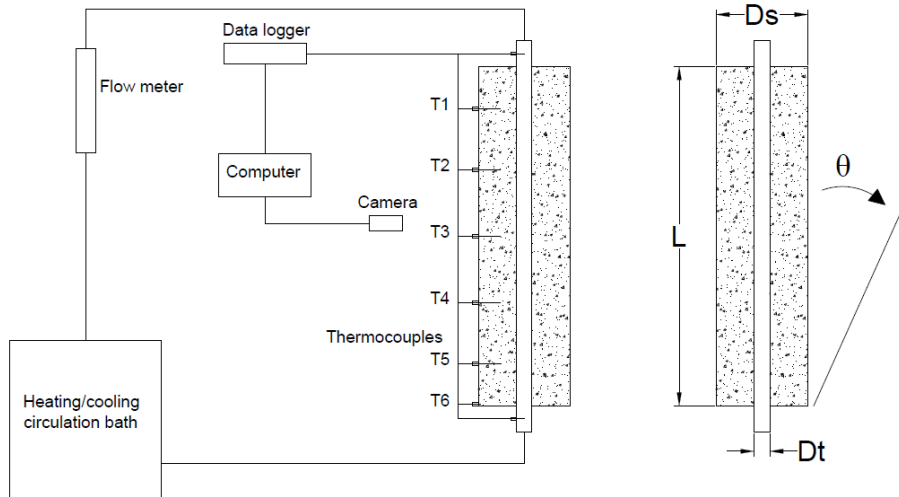 Data logger
Ds
Flow meter
T1
T2
Computer
θ
Camera
T3
L
T4
Thermocouples
T5
Heating/cooling
circulation bath
T6
Dt